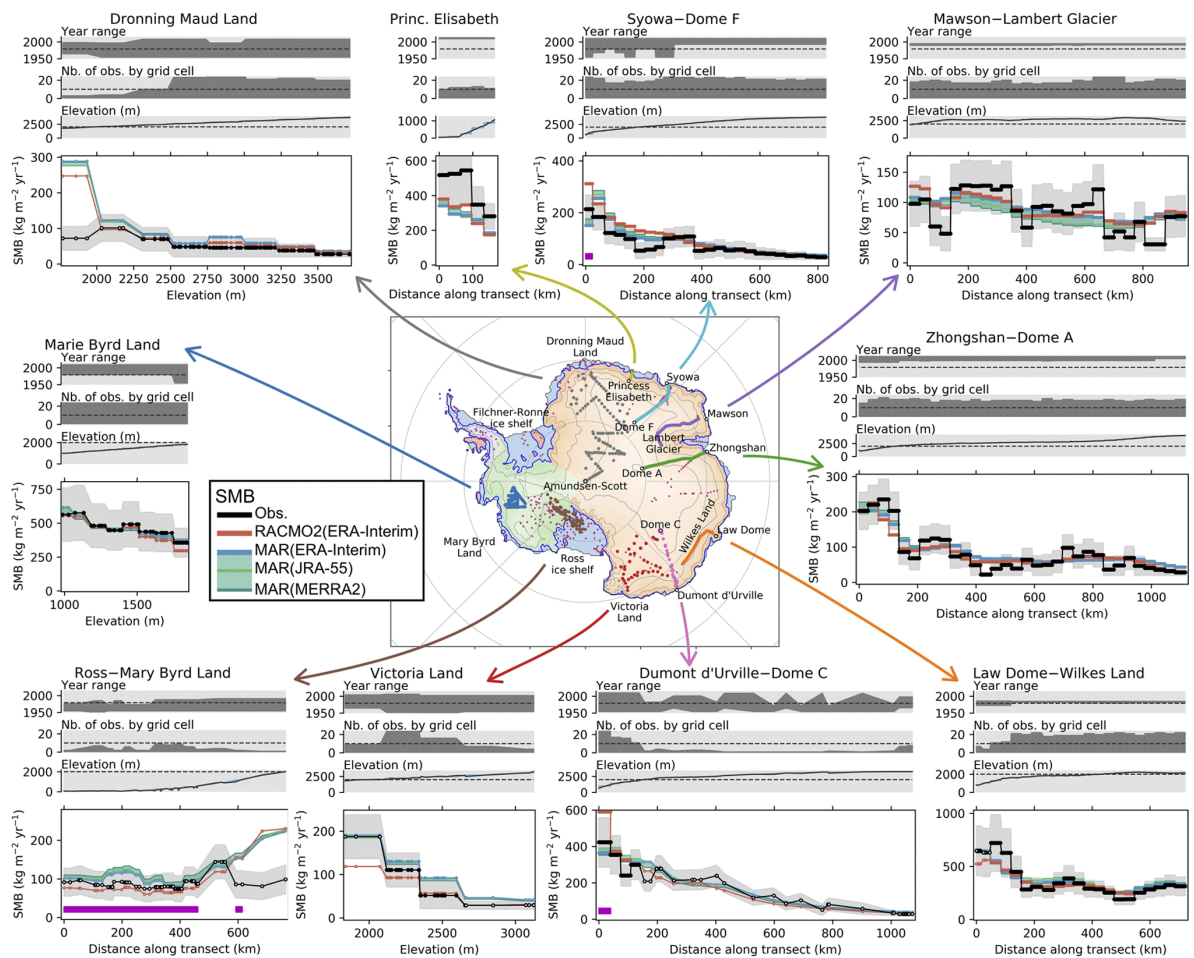 Dronning Maud Land
Year range
2000
1950
Nb. of obs. by grid cell
20
0
Elevation (m)
2500
300
200
100
0
SMB (kg m⁻² yr⁻¹)
2000 2250 2500 2750 3000 3250 3500
Elevation (m)
Princ. Elisabeth
1000
0
600
400
200
0
0 100
Distance along transect (km)
Syowa−Dome F
Year range
2000
1950
Nb. of obs. by grid cell
20
0
Elevation (m)
2500
400
200
0
SMB (kg m⁻² yr⁻¹)
0 200 400 600 800
Distance along transect (km)
Mawson−Lambert Glacier
Year range
2000
1950
Nb. of obs. by grid cell
20
0
Elevation (m)
2500
150
100
50
0
SMB (kg m⁻² yr⁻¹)
0 200 400 600 800
Distance along transect (km)
Marie Byrd Land
Year range
2000
1950
Nb. of obs. by grid cell
20
0
Elevation (m)
2000
0
750
500
250
0
SMB (kg m⁻² yr⁻¹)
1000 1500
Elevation (m)
SMB
Obs.
RACMO2(ERA-Interim)
MAR(ERA-Interim)
MAR(JRA-55)
MAR(MERRA2)
Dronning Maud
Land
Princess
Elisabeth
Syowa
Filchner-Ronne
ice shelf
Dome F
Mawson
Lambert
Glacier
Zhongshan
Dome A
Amundsen-Scott
Dome C
Wilkes Land
Law Dome
Mary Byrd
Land
Ross
ice shelf
Dumont d'Urville
Victoria
Land
Zhongshan−Dome A
Year range
2000
1950
Nb. of obs. by grid cell
20
0
Elevation (m)
2500
300
200
100
0
SMB (kg m⁻² yr⁻¹)
0 200 400 600 800 1000
Distance along transect (km)
Ross−Mary Byrd Land
Year range
2000
1950
Nb. of obs. by grid cell
20
0
Elevation (m)
2000
0
200
100
0
SMB (kg m⁻² yr⁻¹)
0 200 400 600
Distance along transect (km)
Victoria Land
Year range
2000
1950
Nb. of obs. by grid cell
20
0
Elevation (m)
2500
200
100
0
SMB (kg m⁻² yr⁻¹)
2000 2500 3000
Elevation (m)
Dumont d'Urville−Dome C
Year range
2000
1950
Nb. of obs. by grid cell
20
0
Elevation (m)
2500
600
400
200
0
SMB (kg m⁻² yr⁻¹)
0 200 400 600 800 1000
Distance along transect (km)
Law Dome−Wilkes Land
Year range
2000
1950
Nb. of obs. by grid cell
20
0
Elevation (m)
2000
0
1000
500
0
SMB (kg m⁻² yr⁻¹)
0 200 400 600
Distance along transect (km)